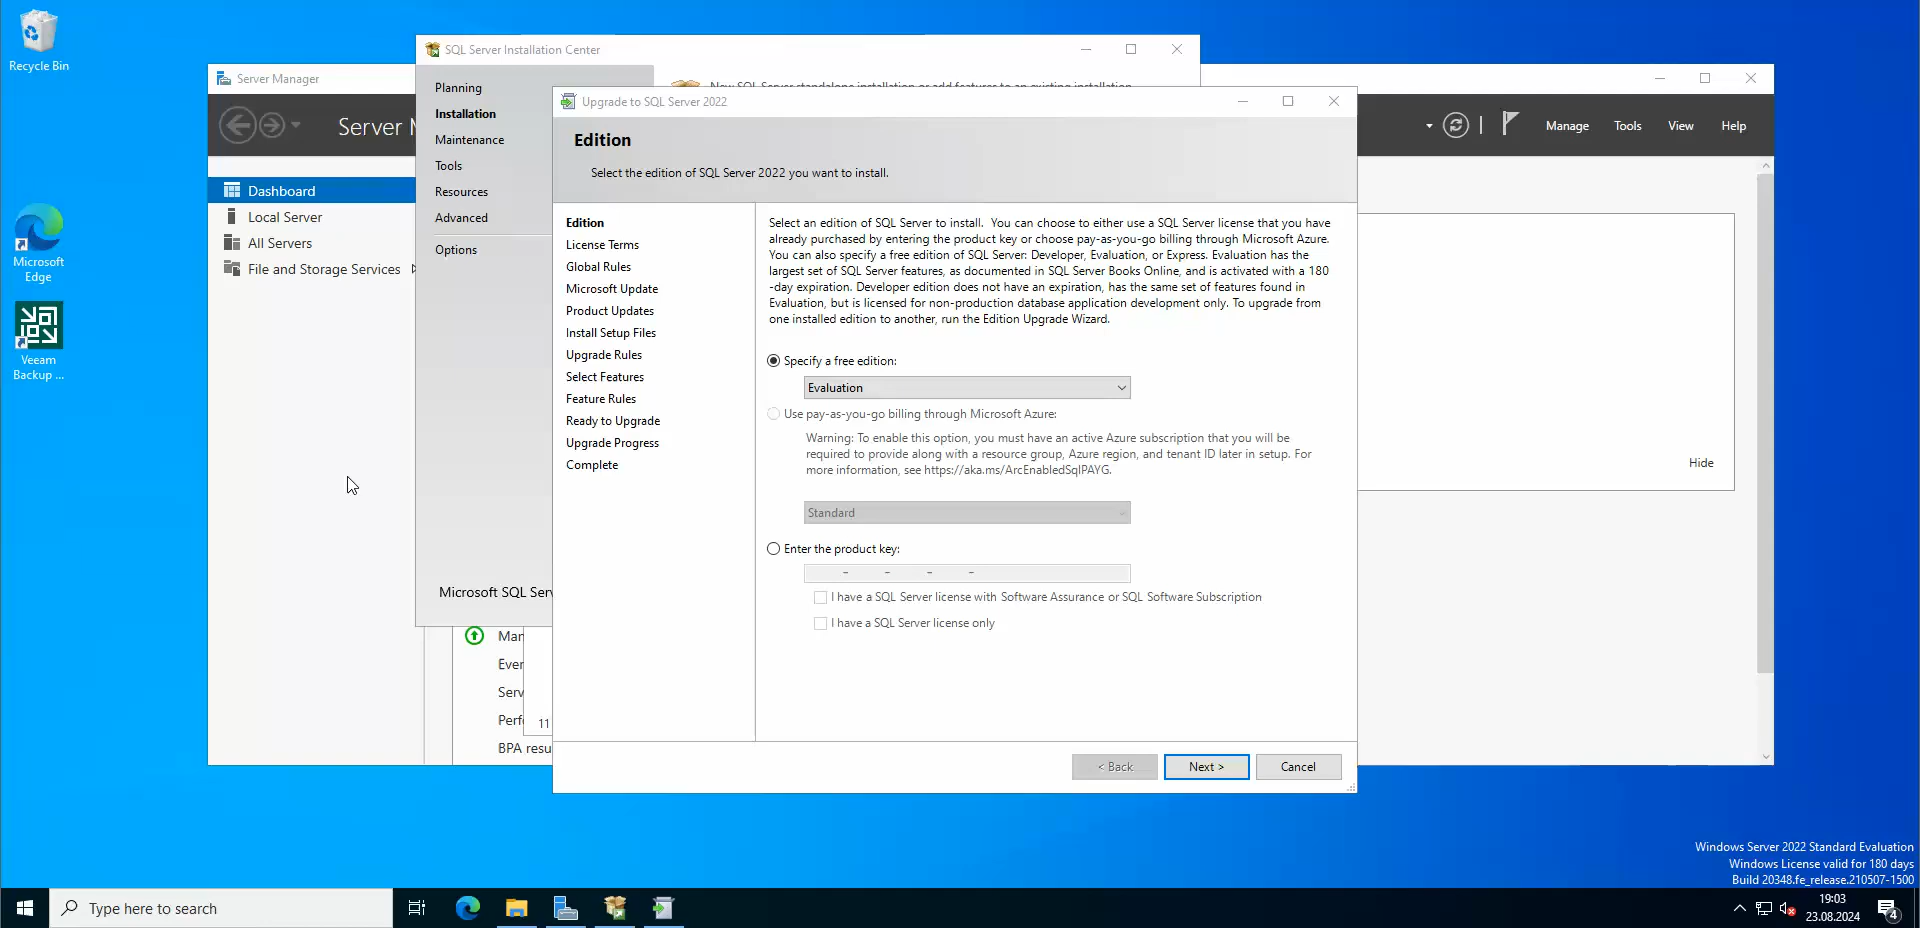 Recycle Bin
Microsoft
Edge
Veeam
Backup ...
Server Manager
Server M
Dashboard
Local Server
All Servers
File and Storage Services
Manage
Tools
View
Help
Hide
SQL Server Installation Center
Planning
Installation
Maintenance
Tools
Resources
Advanced
Options
New SQL Server standalone installation or add features to an existing installation
Microsoft SQL Serv
Man
Even
Serv
Perf
BPA resu
11
Upgrade to SQL Server 2022
Edition
Select the edition of SQL Server 2022 you want to install.
Edition
License Terms
Global Rules
Microsoft Update
Product Updates
Install Setup Files
Upgrade Rules
Select Features
Feature Rules
Ready to Upgrade
Upgrade Progress
Complete
Select an edition of SQL Server to install. You can choose to either use a SQL Server license that you have
already purchased by entering the product key or choose pay-as-you-go billing through Microsoft Azure.
You can also specify a free edition of SQL Server: Developer, Evaluation, or Express. Evaluation has the
largest set of SQL Server features, as documented in SQL Server Books Online, and is activated with a 180
-day expiration. Developer edition does not have an expiration, has the same set of features found in
Evaluation, but is licensed for non-production database application development only. To upgrade from
one installed edition to another, run the Edition Upgrade Wizard.
Specify a free edition:
Evaluation
Use pay-as-you-go billing through Microsoft Azure:
Warning: To enable this option, you must have an active Azure subscription that you will be
required to provide along with a resource group, Azure region, and tenant ID later in setup. For
more information, see https://aka.ms/ArcEnabledSqlPAYG.
Standard
Enter the product key:
- - - -
I have a SQL Server license with Software Assurance or SQL Software Subscription
I have a SQL Server license only
< Back
Next >
Cancel
Windows Server 2022 Standard Evaluation
Windows License valid for 180 days
Build 20348.fe_release.210507-1500
Type here to search
19:03
23.08.2024
4